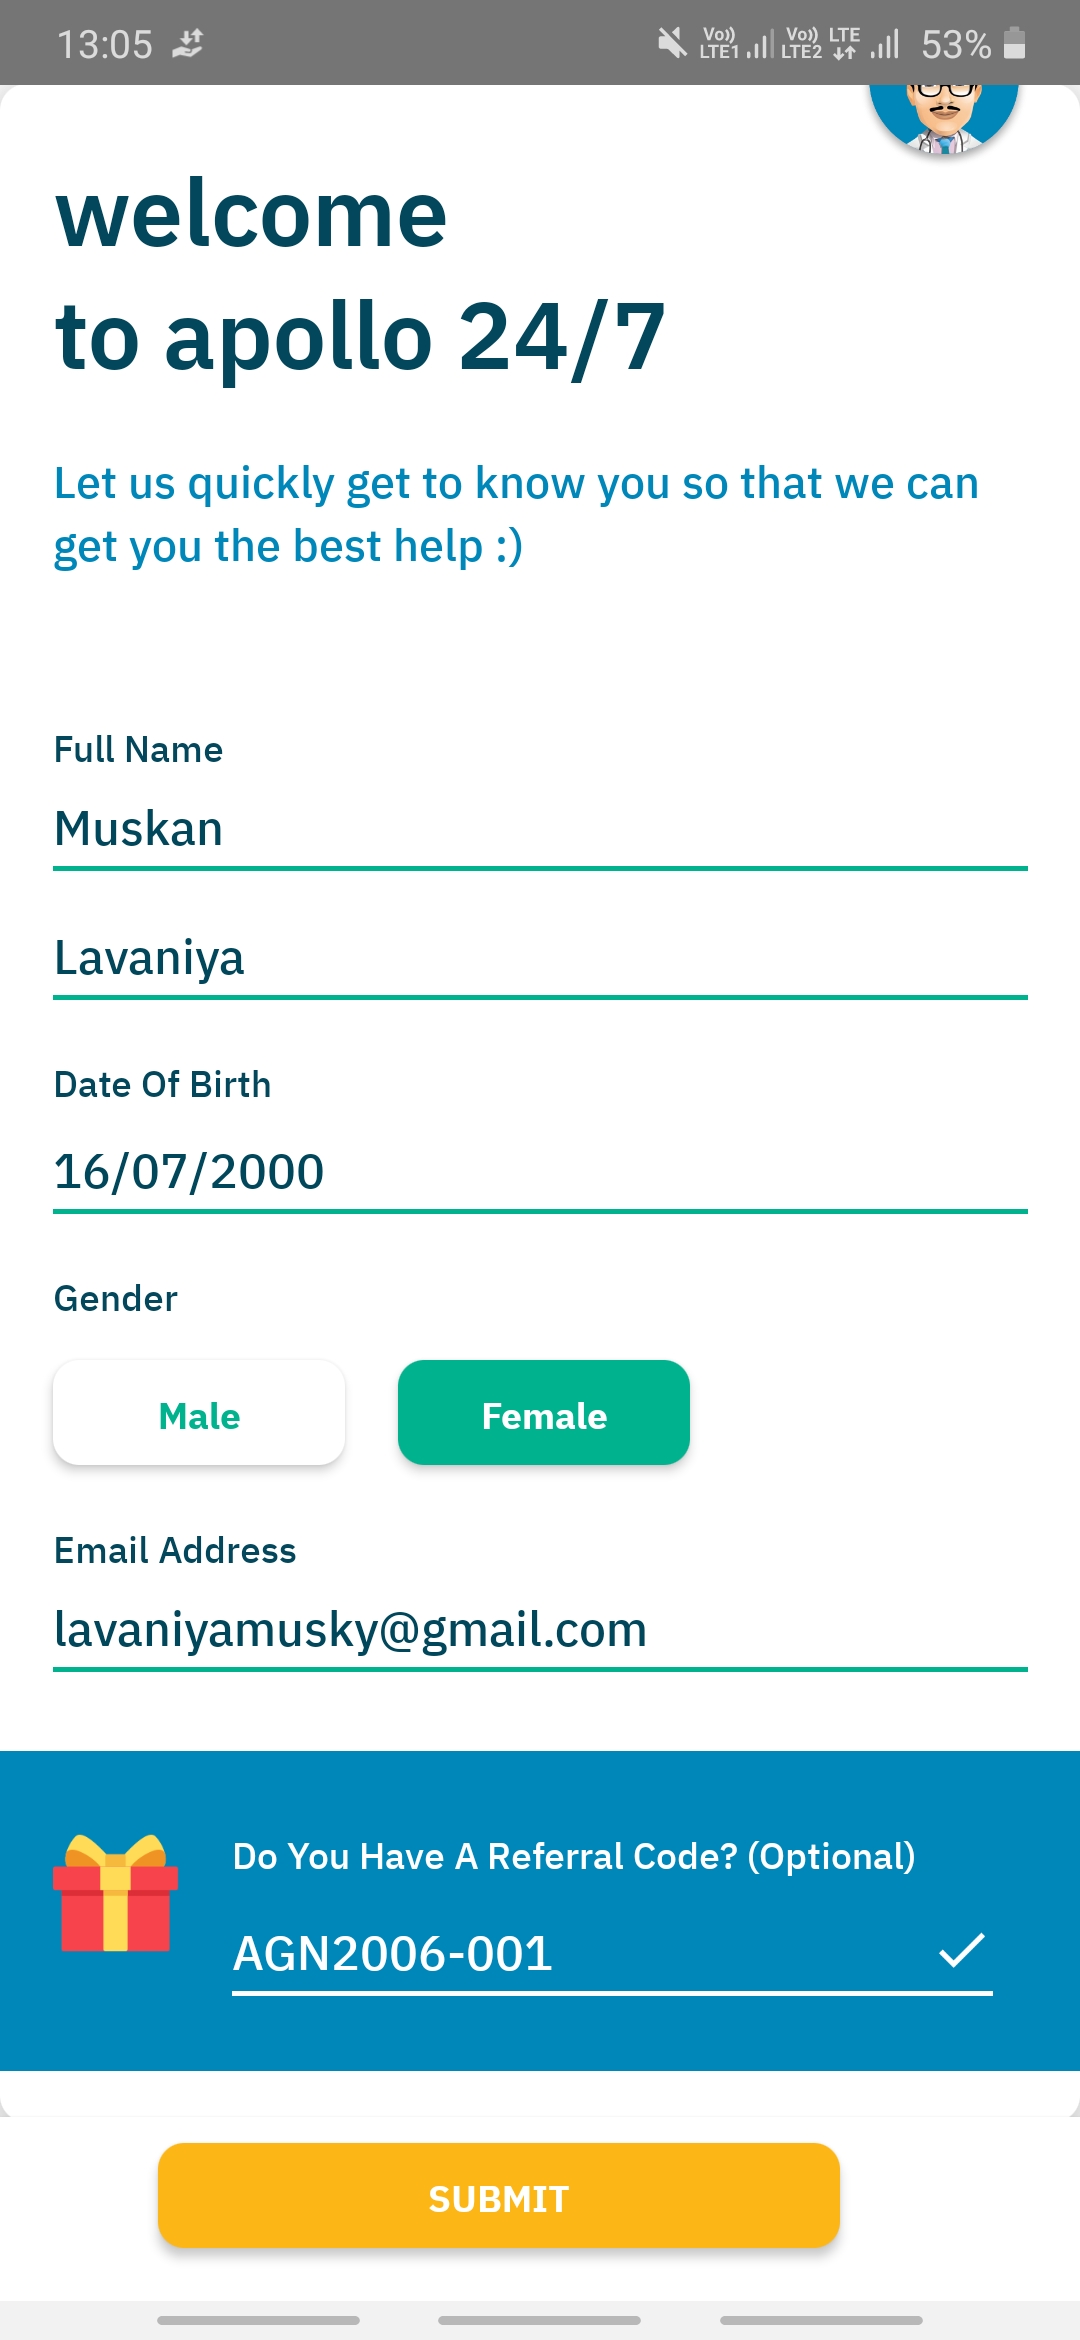 13:05
Vo)) LTE1 Vo)) LTE2 LTE 53%
welcome
to apollo 24/7
Let us quickly get to know you so that we can
get you the best help :)
Full Name
Muskan
Lavaniya
Date Of Birth
16/07/2000
Gender
Male Female
Email Address
lavaniyamusky@gmail.com
Do You Have A Referral Code? (Optional)
AGN2006-001
SUBMIT